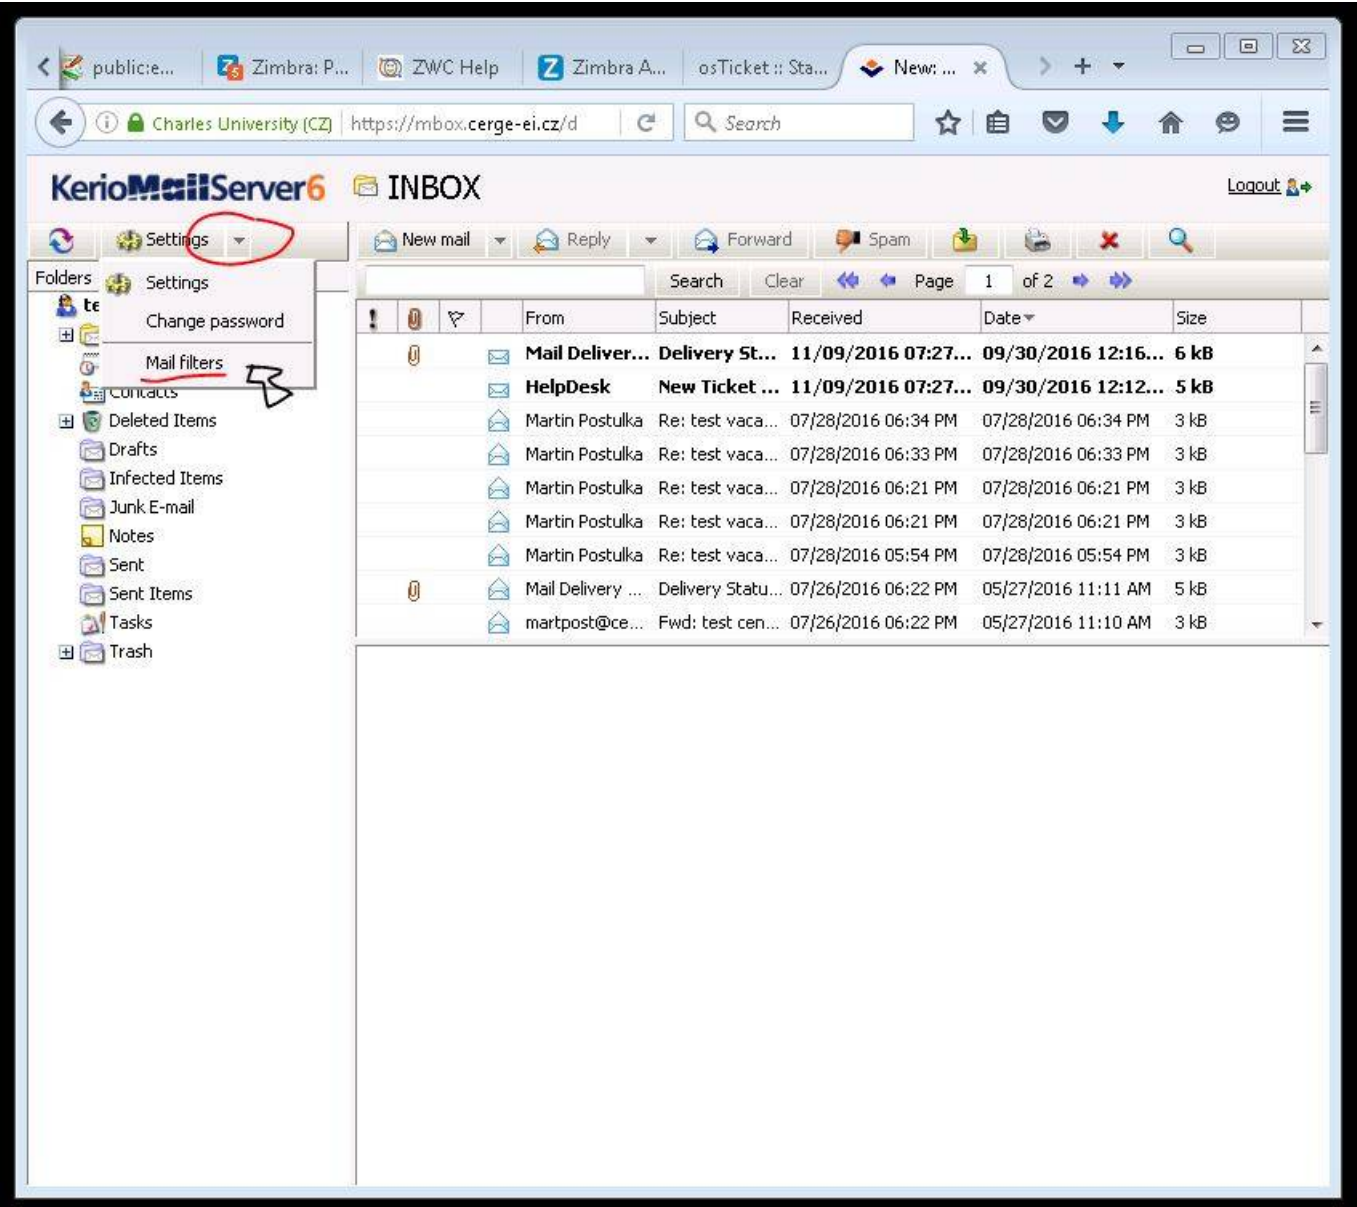 public:e... Zimbra: P... ZWC Help Zimbra A... osTicket :: Sta... New: ...
Charles University (CZ) https://mbox.cerge-ei.cz/d Search
KerioMailServer6 INBOX Logout
Settings New mail Reply Forward Spam
Folders
Settings
Change password
Mail filters
Search Clear Page 1 of 2
! From Subject Received Date Size
Mail Deliver... Delivery St... 11/09/2016 07:27... 09/30/2016 12:16... 6 kB
HelpDesk New Ticket ... 11/09/2016 07:27... 09/30/2016 12:12... 5 kB
Martin Postulka Re: test vaca... 07/28/2016 06:34 PM 07/28/2016 06:34 PM 3 kB
Martin Postulka Re: test vaca... 07/28/2016 06:33 PM 07/28/2016 06:33 PM 3 kB
Martin Postulka Re: test vaca... 07/28/2016 06:21 PM 07/28/2016 06:21 PM 3 kB
Martin Postulka Re: test vaca... 07/28/2016 06:21 PM 07/28/2016 06:21 PM 3 kB
Martin Postulka Re: test vaca... 07/28/2016 05:54 PM 07/28/2016 05:54 PM 3 kB
Mail Delivery ... Delivery Statu... 07/26/2016 06:22 PM 05/27/2016 11:11 AM 5 kB
martpost@ce... Fwd: test cen... 07/26/2016 06:22 PM 05/27/2016 11:10 AM 3 kB
te
Contacts
Deleted Items
Drafts
Infected Items
Junk E-mail
Notes
Sent
Sent Items
Tasks
Trash